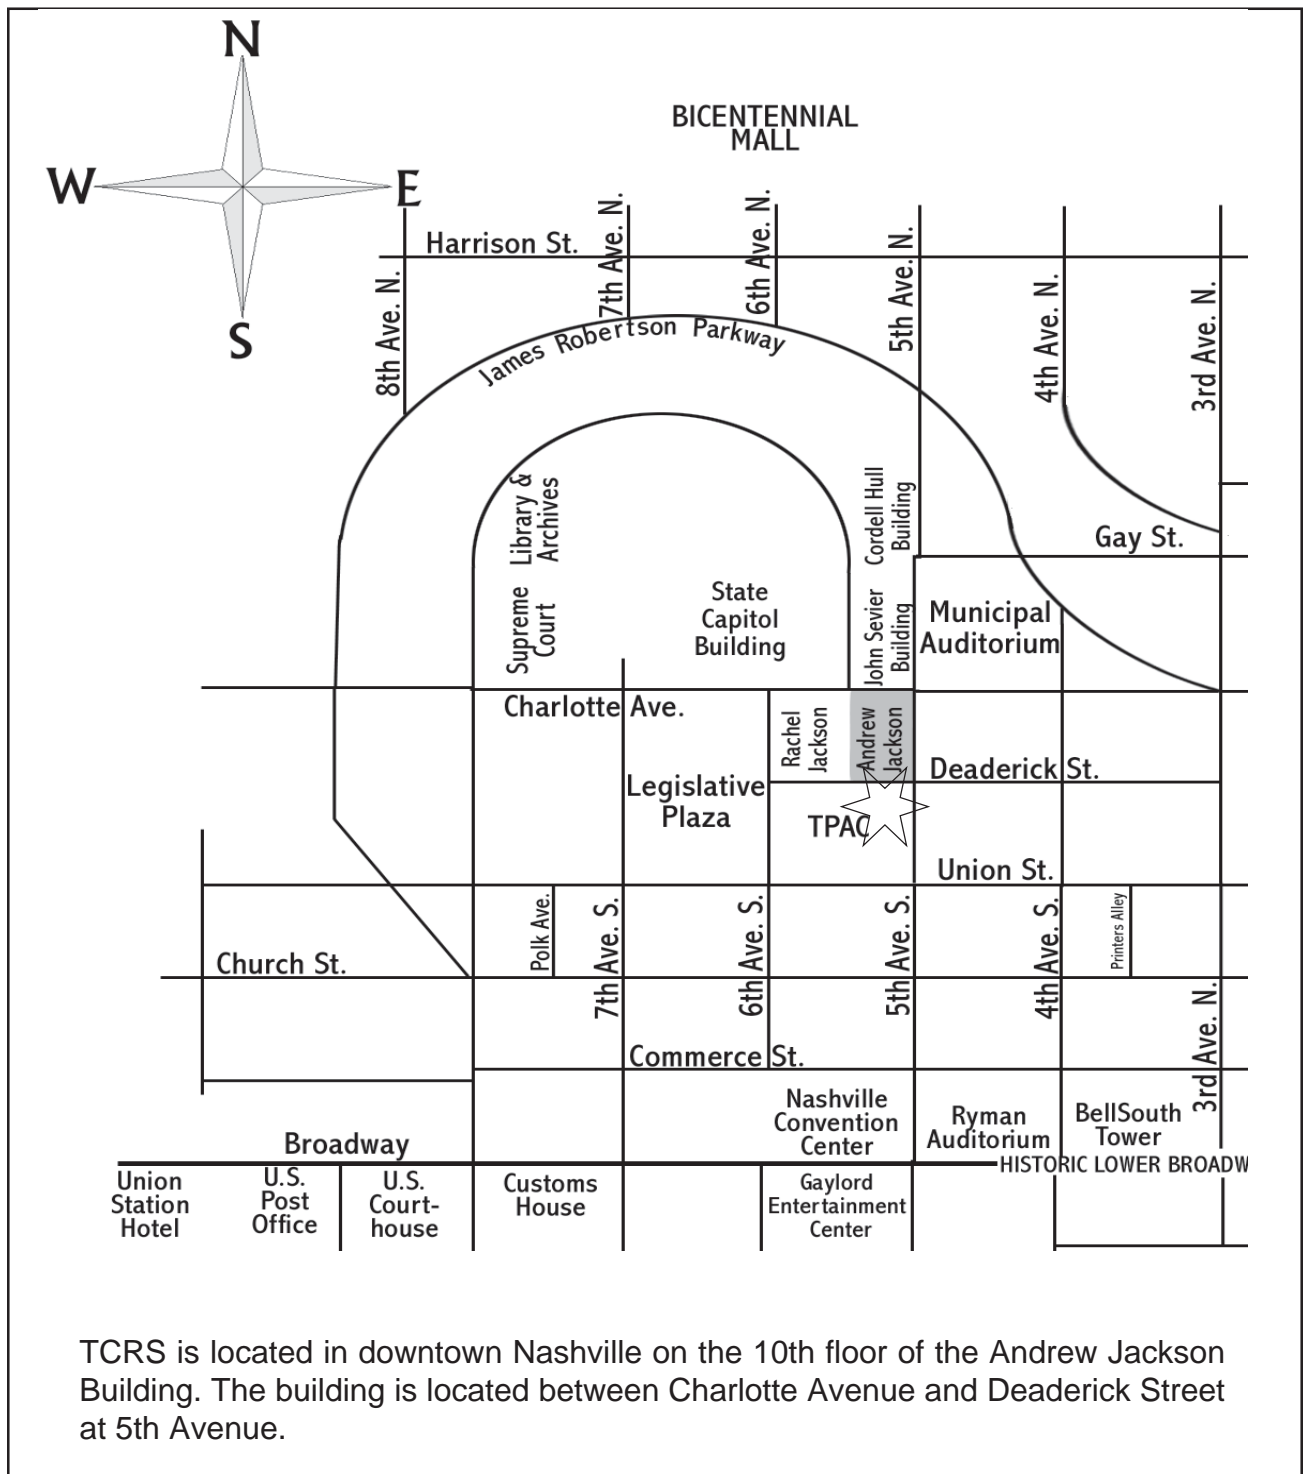 N
W
E
S
BICENTENNIAL
MALL
Harrison St.
8th Ave. N.
7th Ave. N.
6th Ave. N.
5th Ave. N.
4th Ave. N.
3rd Ave. N.
James Robertson Parkway
Library &
Archives
Cordell Hull
Building
Gay St.
Supreme
Court
State
Capitol
Building
John Sevier
Building
Municipal
Auditorium
Charlotte Ave.
Rachel
Jackson
Andrew
Jackson
Deaderick St.
Legislative
Plaza
TPAC
Union St.
Polk Ave.
7th Ave. S.
6th Ave. S.
5th Ave. S.
4th Ave. S.
Printers Alley
Church St.
3rd Ave. N.
Commerce St.
Nashville
Convention
Center
Ryman
Auditorium
BellSouth
Tower
Broadway
HISTORIC LOWER BROADW
Union
Station
Hotel
U.S.
Post
Office
U.S.
Court-
house
Customs
House
Gaylord
Entertainment
Center
TCRS is located in downtown Nashville on the 10th floor of the Andrew Jackson
Building. The building is located between Charlotte Avenue and Deaderick Street
at 5th Avenue.